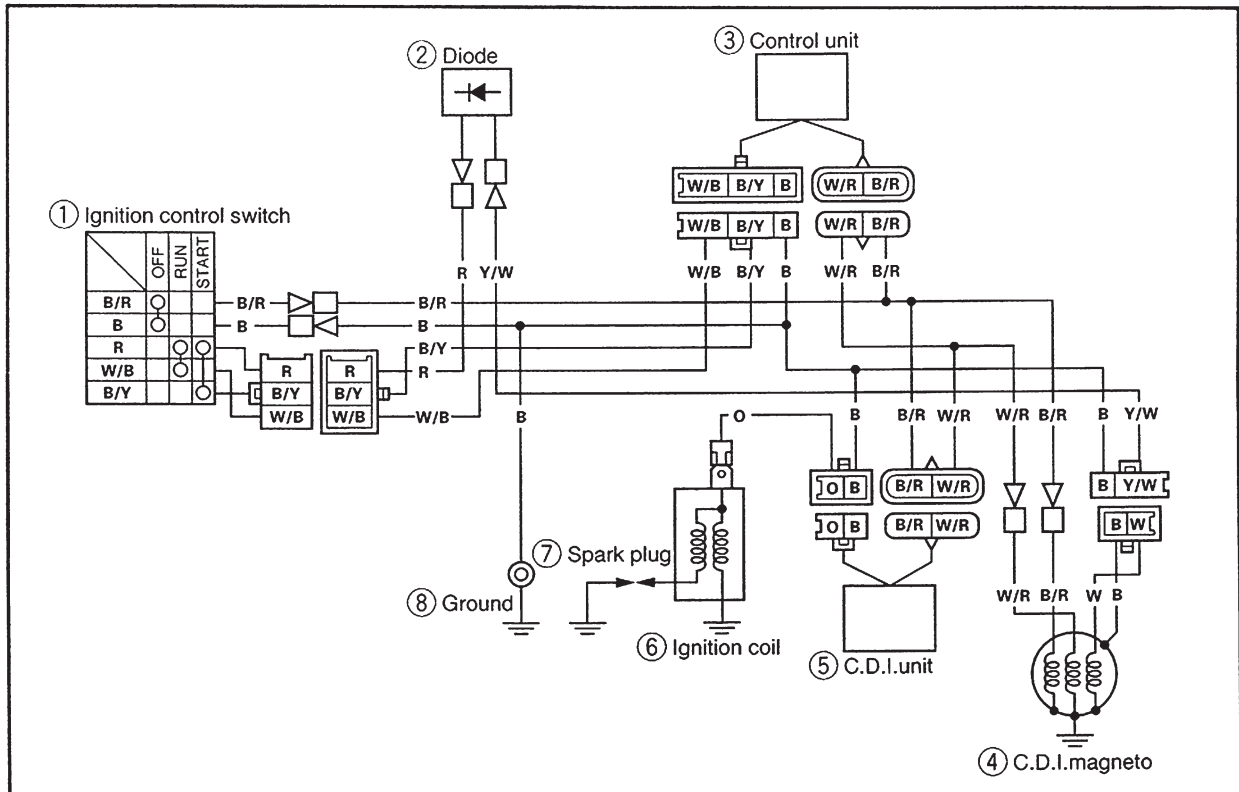 ③ Control unit
② Diode
W/B B/Y B W/R B/R
① Ignition control switch
W/B B/Y B W/R B/R
OFF RUN START
R Y/W W/B B/Y B W/R B/R
B/R B/R B/R
B B B
R B/Y
W/B R R R
B/Y B/Y B/Y
W/B W/B W/B
B O B B/R W/R W/R B/R B Y/W
O B B/R W/R B Y/W
O B B/R W/R B W
⑦ Spark plug
⑧ Ground
W/R B/R W B
⑥ Ignition coil
⑤ C.D.I.unit
④ C.D.I.magneto